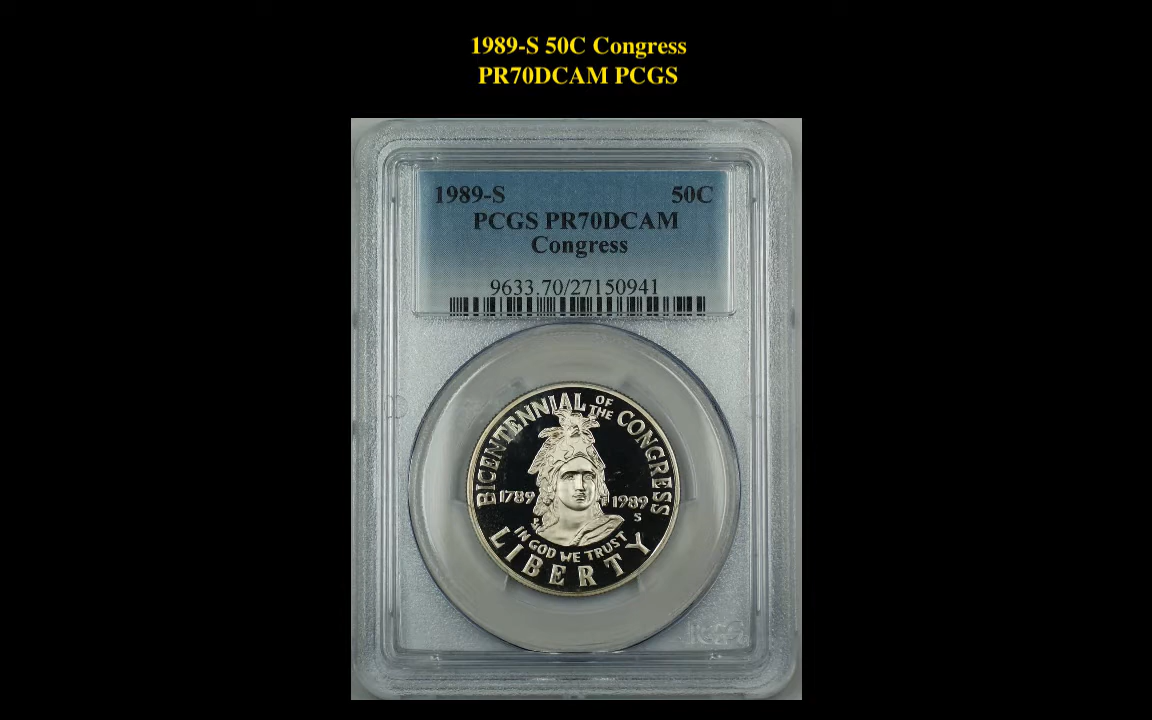 1989-S 50C Congress
PR70DCAM PCGS
1989-S 50C
PCGS PR70DCAM
Congress
9633.70/27150941
BICENTENNIAL OF THE CONGRESS
1789 1989
S
IN GOD WE TRUST
LIBERTY
PCGS